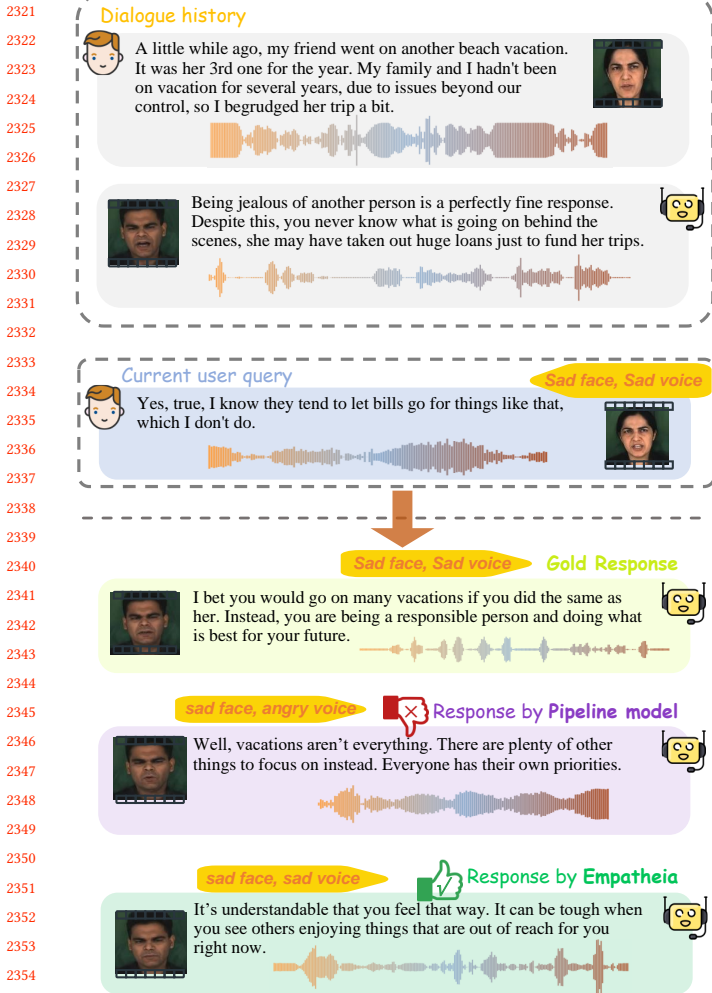 2321
Dialogue history
2322
A little while ago, my friend went on another beach vacation.
2323
It was her 3rd one for the year. My family and I hadn't been
on vacation for several years, due to issues beyond our
2324
control, so I begrudged her trip a bit.
2325
2326
2327
Being jealous of another person is a perfectly fine response.
2328
Despite this, you never know what is going on behind the
2329
scenes, she may have taken out huge loans just to fund her trips.
2330
2331
2332
2333
Current user query
2334
Sad face, Sad voice
Yes, true, I know they tend to let bills go for things like that,
2335
which I don't do.
2336
2337
2338
2339
2340
Sad face, Sad voice
Gold Response
2341
I bet you would go on many vacations if you did the same as
2342
her. Instead, you are being a responsible person and doing what
is best for your future.
2343
2344
2345
sad face, angry voice
Response by Pipeline model
2346
Well, vacations aren't everything. There are plenty of other
2347
things to focus on instead. Everyone has their own priorities.
2348
2349
2350
2351
sad face, sad voice
Response by Empatheia
2352
It's understandable that you feel that way. It can be tough when
you see others enjoying things that are out of reach for you
2353
right now.
2354